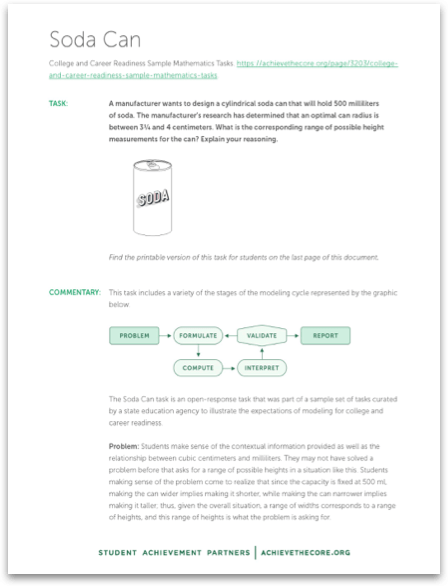 Soda Can
College and Career Readiness Sample Mathematics Tasks. https://achievethecore.org/page/3203/college-
and-career-readiness-sample-mathematics-tasks
TASK:
A manufacturer wants to design a cylindrical soda can that will hold 500 milliliters
of soda. The manufacturer's research has determined that an optimal can radius is
between 3¼ and 4 centimeters. What is the corresponding range of possible height
measurements for the can? Explain your reasoning.
SODA
Find the printable version of this task for students on the last page of this document.
COMMENTARY:
This task includes a variety of the stages of the modeling cycle represented by the graphic
below.
PROBLEM FORMULATE VALIDATE REPORT
COMPUTE INTERPRET
The Soda Can task is an open-response task that was part of a sample set of tasks curated
by a state education agency to illustrate the expectations of modeling for college and
career readiness.
Problem: Students make sense of the contextual information provided as well as the
relationship between cubic centimeters and milliliters. They may not have solved a
problem before that asks for a range of possible heights in a situation like this. Students
making sense of the problem come to realize that since the capacity is fixed at 500 ml,
making the can wider implies making it shorter, while making the can narrower implies
making it taller; thus, given the overall situation, a range of widths corresponds to a range
of heights, and this range of heights is what the problem is asking for.
STUDENT ACHIEVEMENT PARTNERS | ACHIEVETHECORE.ORG